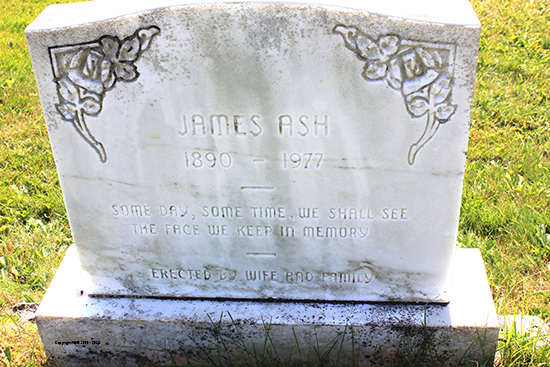 JAMES ASH
1890 - 1977
SOME DAY, SOME TIME, WE SHALL SEE
THE FACE WE KEEP IN MEMORY
ERECTED BY WIFE AND FAMILY